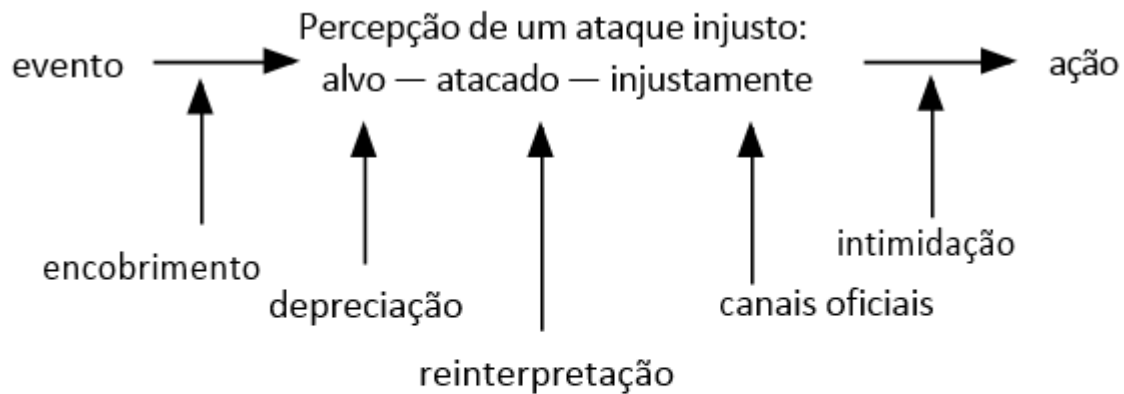 Percepção de um ataque injusto:
evento
alvo — atacado — injustamente
ação
encobrimento
depreciação
reinterpretação
canais oficiais
intimidação